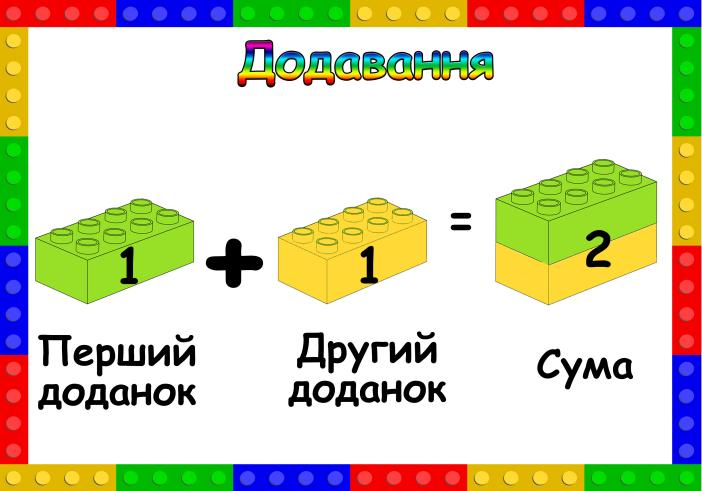 Додавання
1 + 1 = 2
Перший
доданок
Другий
доданок
Сума